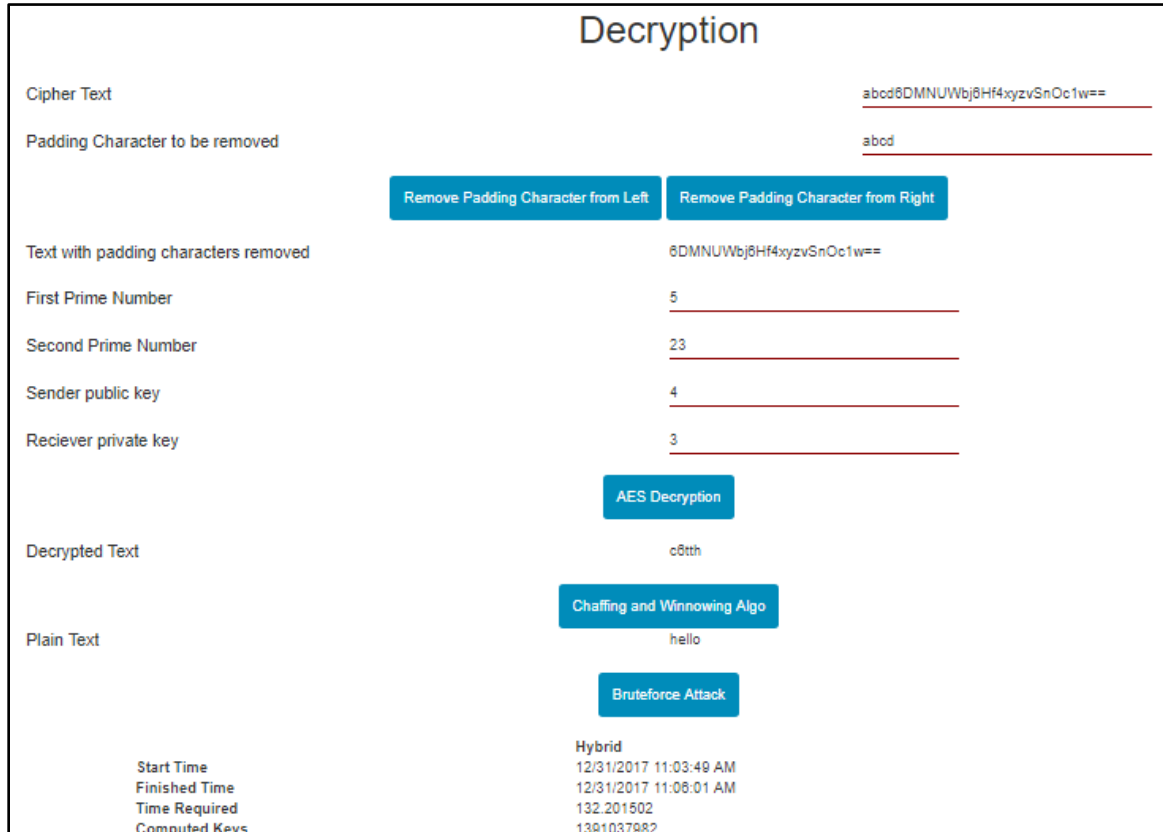 Decryption
Cipher Text abcd6DMNUWbj6Hf4xyzvSnOc1w==
Padding Character to be removed abcd
Remove Padding Character from Left Remove Padding Character from Right
Text with padding characters removed 6DMNUWbj6Hf4xyzvSnOc1w==
First Prime Number 5
Second Prime Number 23
Sender public key 4
Reciever private key 3
AES Decryption
Decrypted Text c6tth
Chaffing and Winnowing Algo
Plain Text hello
Bruteforce Attack
Hybrid
Start Time 12/31/2017 11:03:49 AM
Finished Time 12/31/2017 11:06:01 AM
Time Required 132.201502
Computed Keys 1391037982